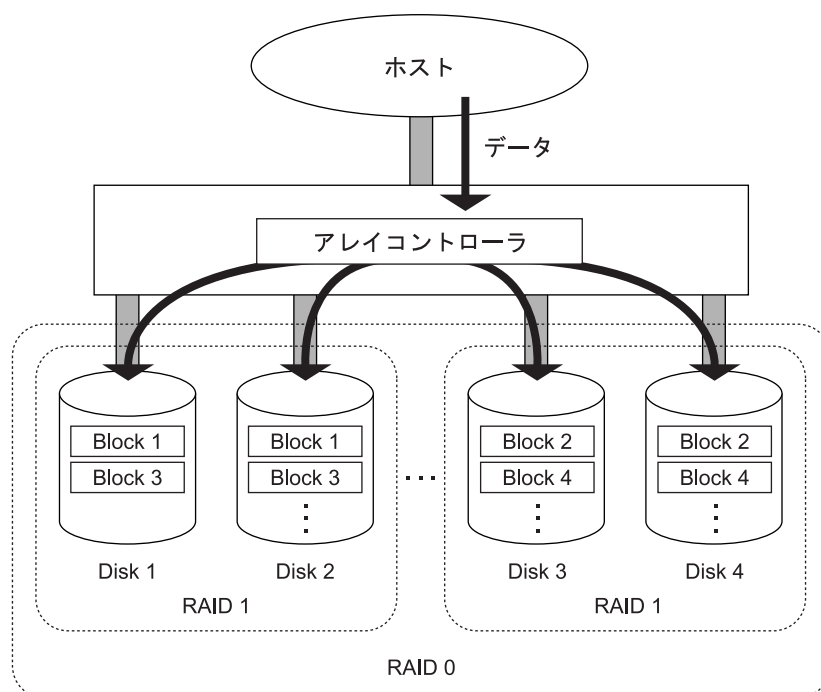 ホスト
データ
アレイコントローラ
Block 1
Block 3
Block 1
Block 3
Block 2
Block 4
Block 2
Block 4
Disk 1
Disk 2
Disk 3
Disk 4
RAID 1
RAID 1
RAID 0